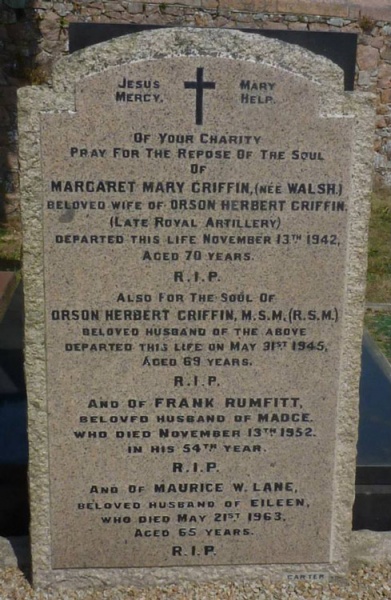 JESUS MARY
MERCY. HELP.
OF YOUR CHARITY
PRAY FOR THE REPOSE OF THE SOUL
OF
MARGARET MARY GRIFFIN, (NÉE WALSH.)
BELOVED WIFE OF ORSON HERBERT GRIFFIN.
(LATE ROYAL ARTILLERY)
DEPARTED THIS LIFE NOVEMBER 13TH 1942.
AGED 70 YEARS.
R.I.P.
ALSO FOR THE SOUL OF
ORSON HERBERT GRIFFIN, M.S.M. (R.S.M.)
BELOVED HUSBAND OF THE ABOVE
DEPARTED THIS LIFE ON MAY 31ST 1945,
AGED 69 YEARS.
R.I.P.
AND OF FRANK RUMFITT,
BELOVED HUSBAND OF MADGE.
WHO DIED NOVEMBER 13TH 1952.
IN HIS 54TH YEAR.
R.I.P.
AND OF MAURICE W. LANE,
BELOVED HUSBAND OF EILEEN,
WHO DIED MAY 21ST 1963,
AGED 65 YEARS.
R.I.P.
CARTER